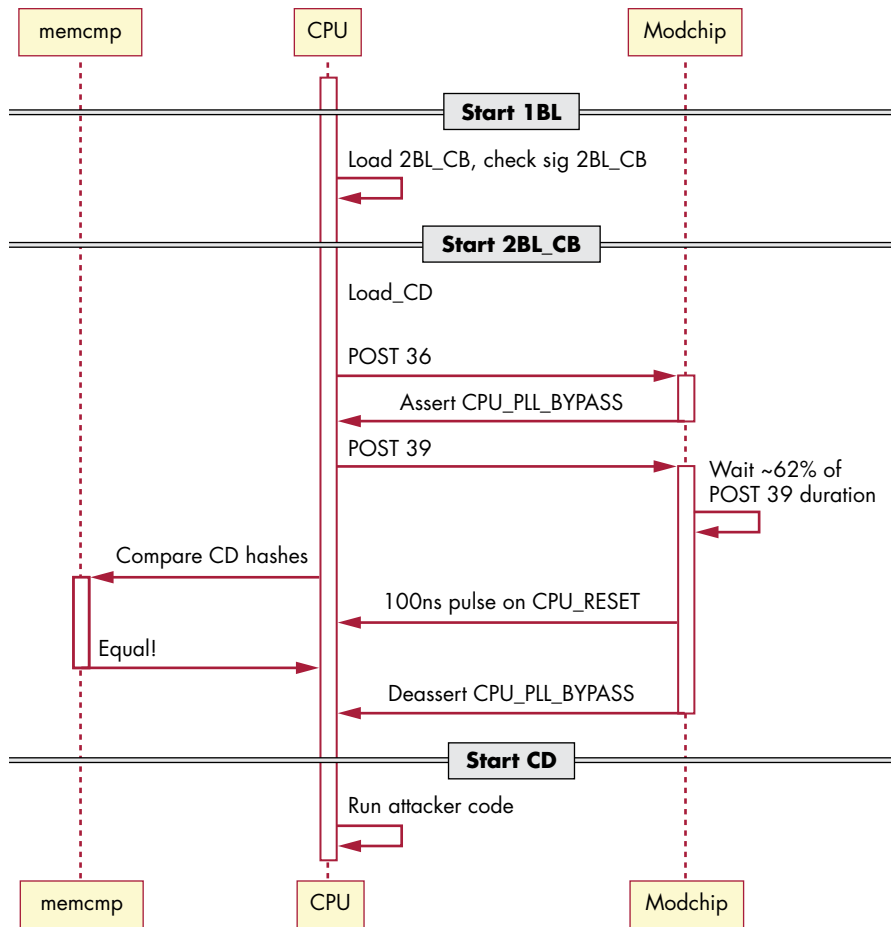 memcmp
CPU
Modchip
Start 1BL
Load 2BL_CB, check sig 2BL_CB
Start 2BL_CB
Load_CD
POST 36
Assert CPU_PLL_BYPASS
POST 39
Wait ~62% of
POST 39 duration
Compare CD hashes
100ns pulse on CPU_RESET
Equal!
Deassert CPU_PLL_BYPASS
Start CD
Run attacker code
memcmp
CPU
Modchip